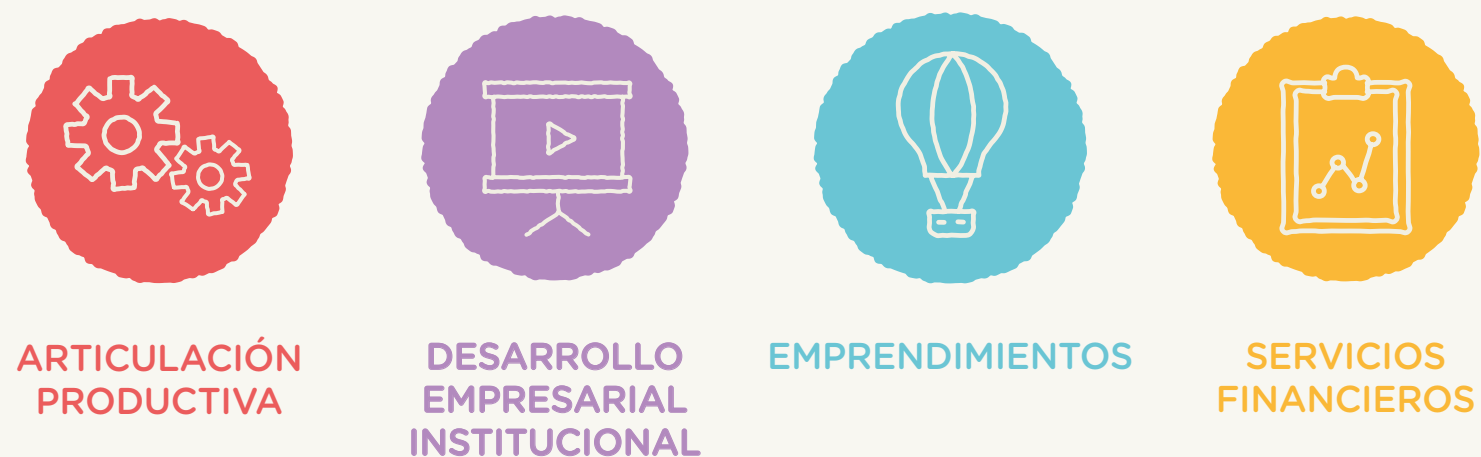 ARTICULACIÓN
PRODUCTIVA
DESARROLLO
EMPRESARIAL
INSTITUCIONAL
EMPRENDIMIENTOS
SERVICIOS
FINANCIEROS